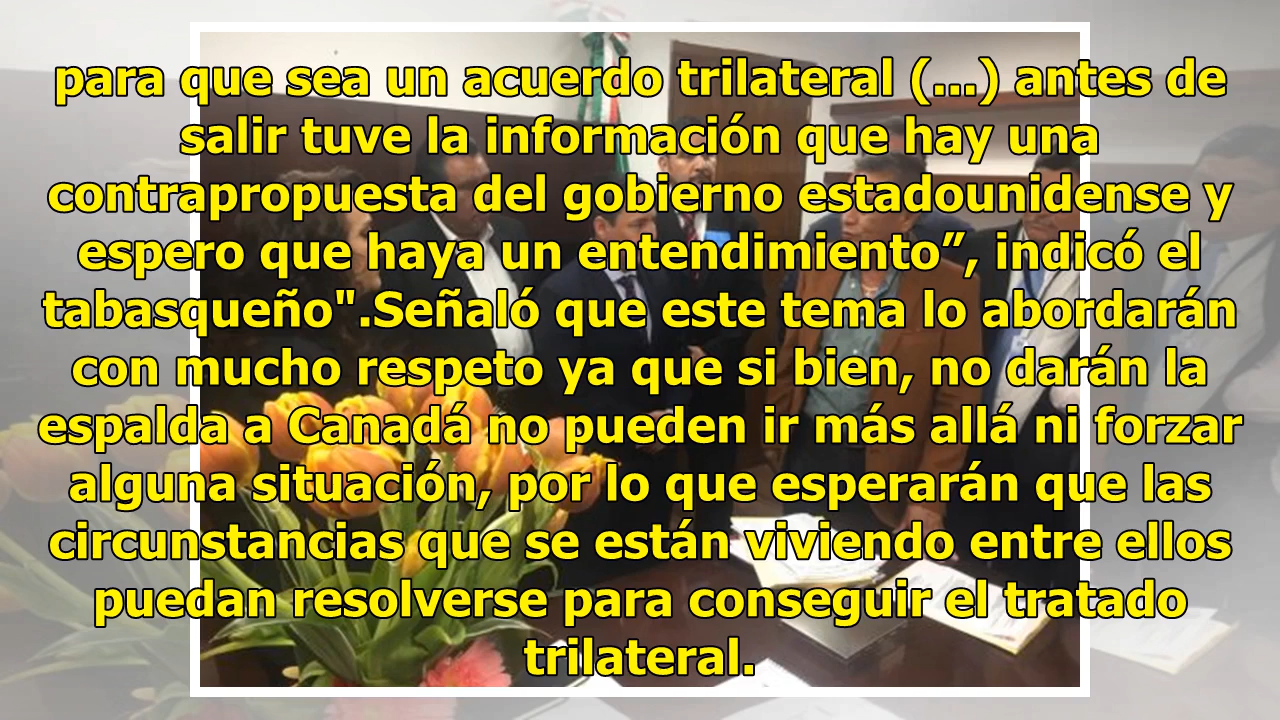 para que sea un acuerdo trilateral (...) antes de
salir tuve la información que hay una
contrapropuesta del gobierno estadounidense y
espero que haya un entendimiento”, indicó el
tabasqueño".Señaló que este tema lo abordarán
con mucho respeto ya que si bien, no darán la
espalda a Canadá no pueden ir más allá ni forzar
alguna situación, por lo que esperarán que las
circunstancias que se están viviendo entre ellos
puedan resolverse para conseguir el tratado
trilateral.